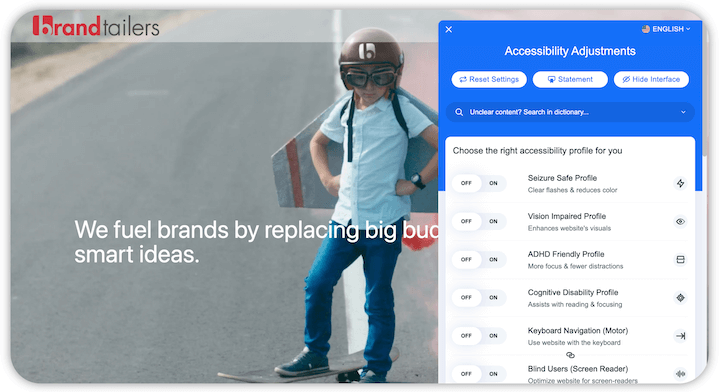 brandtailers
ENGLISH
Accessibility Adjustments
Reset Settings
Statement
Hide Interface
Unclear content? Search in dictionary...
Choose the right accessibility profile for you
OFF ON
Seizure Safe Profile
Clear flashes & reduces color
OFF ON
Vision Impaired Profile
Enhances website's visuals
OFF ON
ADHD Friendly Profile
More focus & fewer distractions
OFF ON
Cognitive Disability Profile
Assists with reading & focusing
OFF ON
Keyboard Navigation (Motor)
Use website with the keyboard
OFF ON
Blind Users (Screen Reader)
Optimize website for screen-readers
We fuel brands by replacing big bud
smart ideas.
b